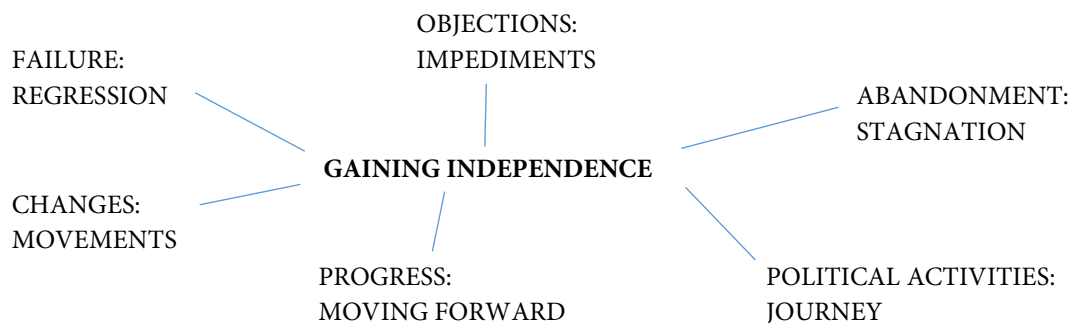 OBJECTIONS:
IMPEDIMENTS
FAILURE:
REGRESSION
ABANDONMENT:
STAGNATION
GAINING INDEPENDENCE
CHANGES:
MOVEMENTS
PROGRESS:
MOVING FORWARD
POLITICAL ACTIVITIES:
JOURNEY